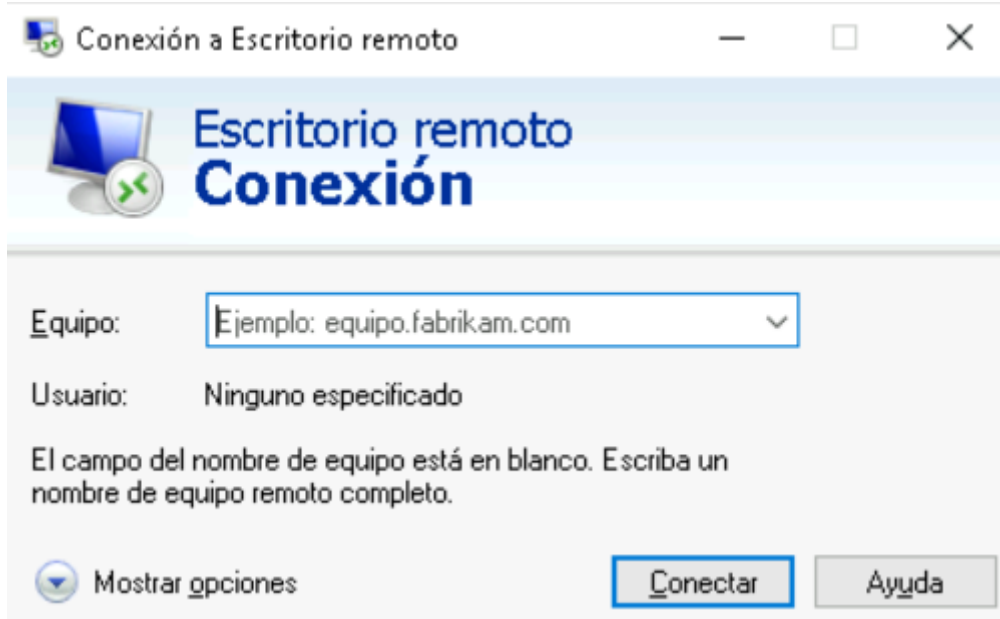 Conexión a Escritorio remoto
Escritorio remoto
Conexión
Equipo: Ejemplo: equipo.fabrikam.com
Usuario: Ninguno especificado
El campo del nombre de equipo está en blanco. Escriba un
nombre de equipo remoto completo.
Mostrar opciones Conectar Ayuda